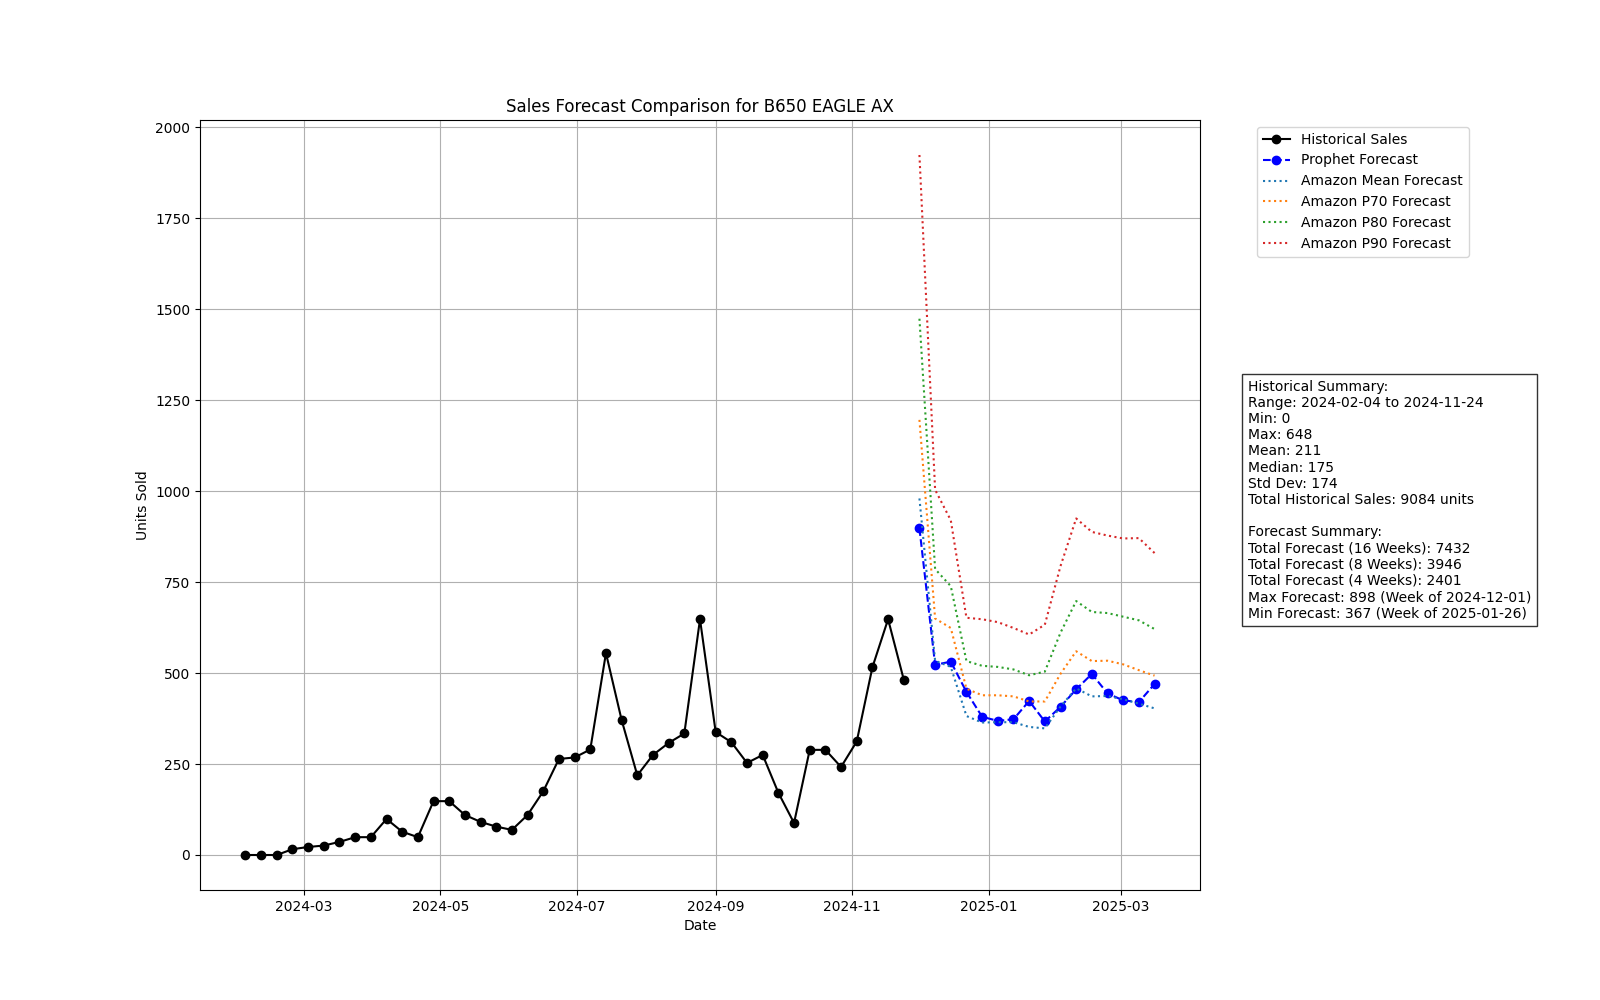 Sales Forecast Comparison for B650 EAGLE AX
2000
1750
1500
1250
1000
750
500
250
0
Units Sold
2024-03
2024-05
2024-07
2024-09
2024-11
2025-01
2025-03
Date
Historical Sales
Prophet Forecast
Amazon Mean Forecast
Amazon P70 Forecast
Amazon P80 Forecast
Amazon P90 Forecast
Historical Summary:
Range: 2024-02-04 to 2024-11-24
Min: 0
Max: 648
Mean: 211
Median: 175
Std Dev: 174
Total Historical Sales: 9084 units
Forecast Summary:
Total Forecast (16 Weeks): 7432
Total Forecast (8 Weeks): 3946
Total Forecast (4 Weeks): 2401
Max Forecast: 898 (Week of 2024-12-01)
Min Forecast: 367 (Week of 2025-01-26)